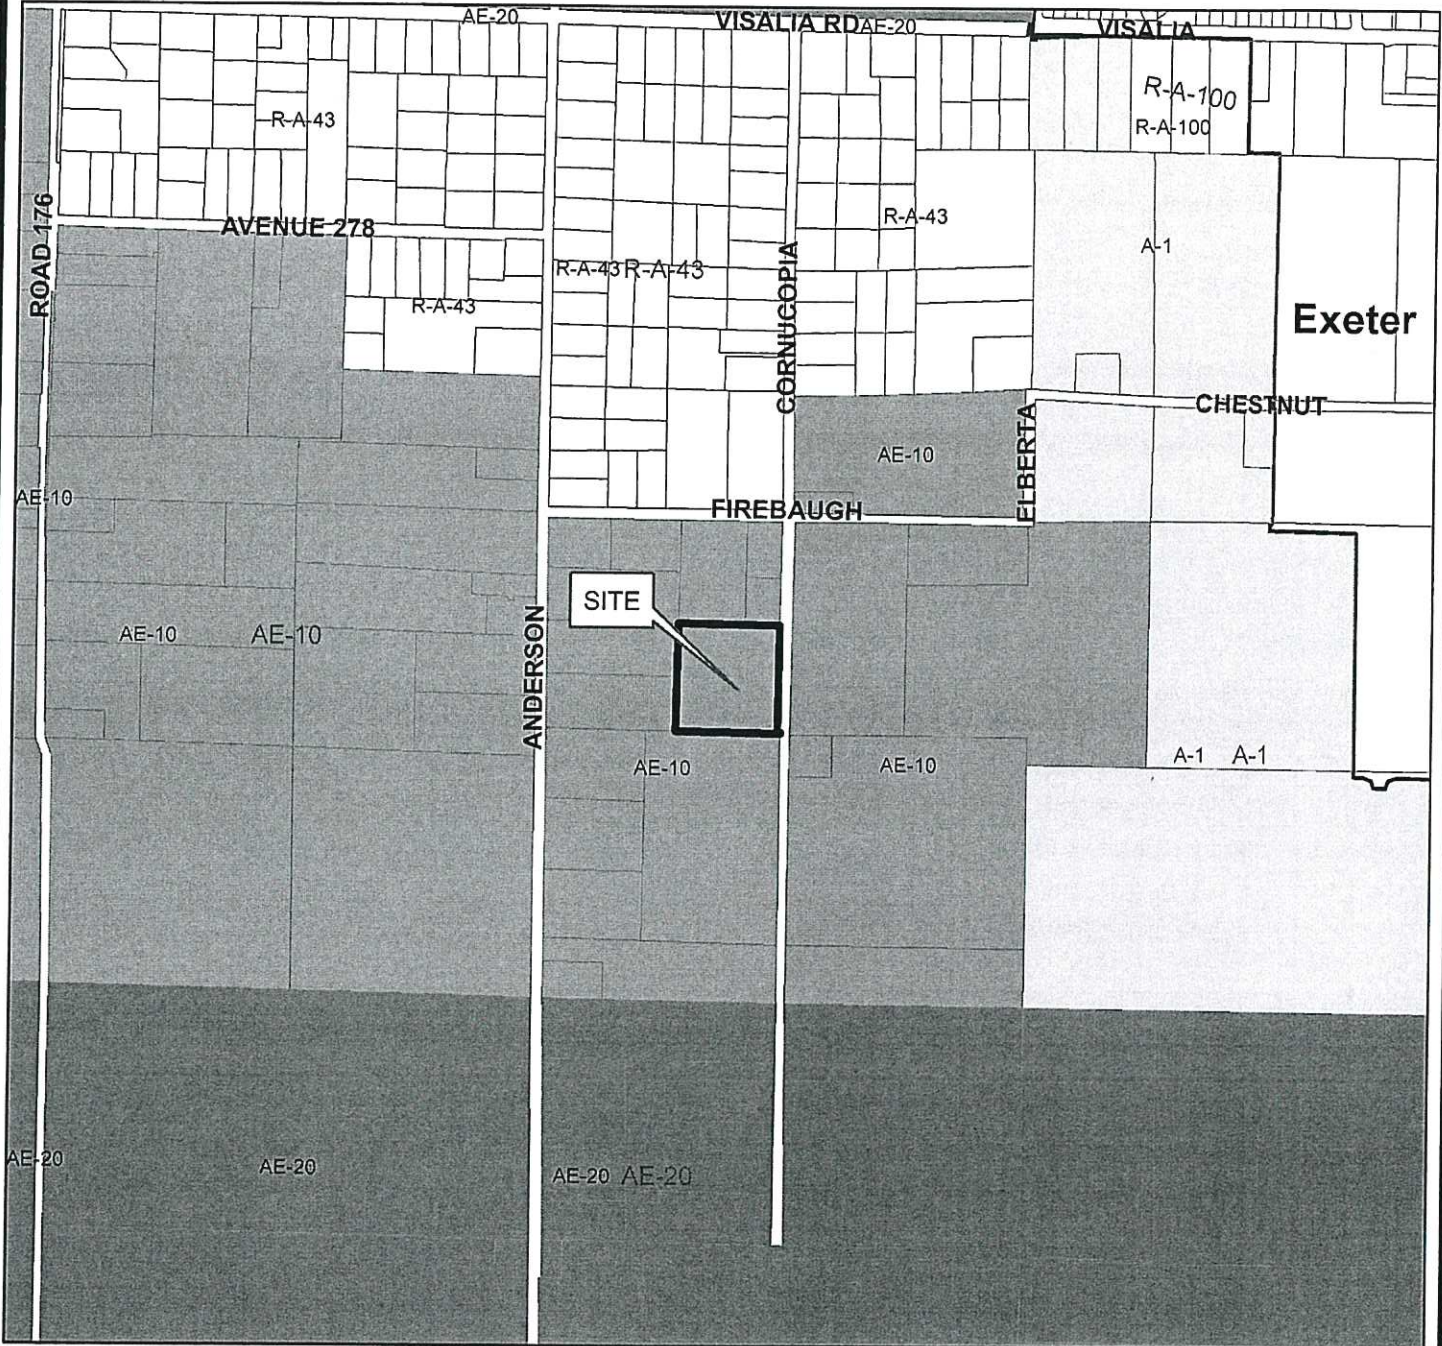 AE-20
VISALIA RD
AE-20
VISALIA
R-A-100
R-A-100
R-A-43
R-A-43
A-1
ROAD 176
AVENUE 278
R-A-43
R-A-43
R-A-43
CORNUCOPIA
Exeter
CHESTNUT
ELBERTA
AE-10
AE-10
FIREBAUGH
SITE
AE-10
AE-10
ANDERSON
AE-10
AE-10
A-1
A-1
AE-20
AE-20
AE-20
AE-20